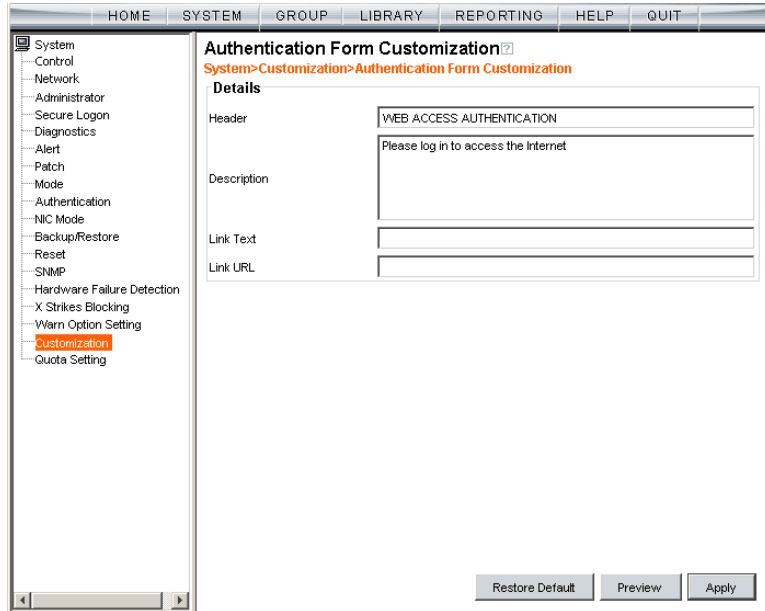 HOME SYSTEM GROUP LIBRARY REPORTING HELP QUIT
System
Control
Network
Administrator
Secure Logon
Diagnostics
Alert
Patch
Mode
Authentication
NIC Mode
Backup/Restore
Reset
SNMP
Hardware Failure Detection
X Strikes Blocking
Warn Option Setting
Customization
Quota Setting
Authentication Form Customization ?
System>Customization>Authentication Form Customization
Details
Header WEB ACCESS AUTHENTICATION
Description Please log in to access the Internet
Link Text
Link URL
Restore Default Preview Apply